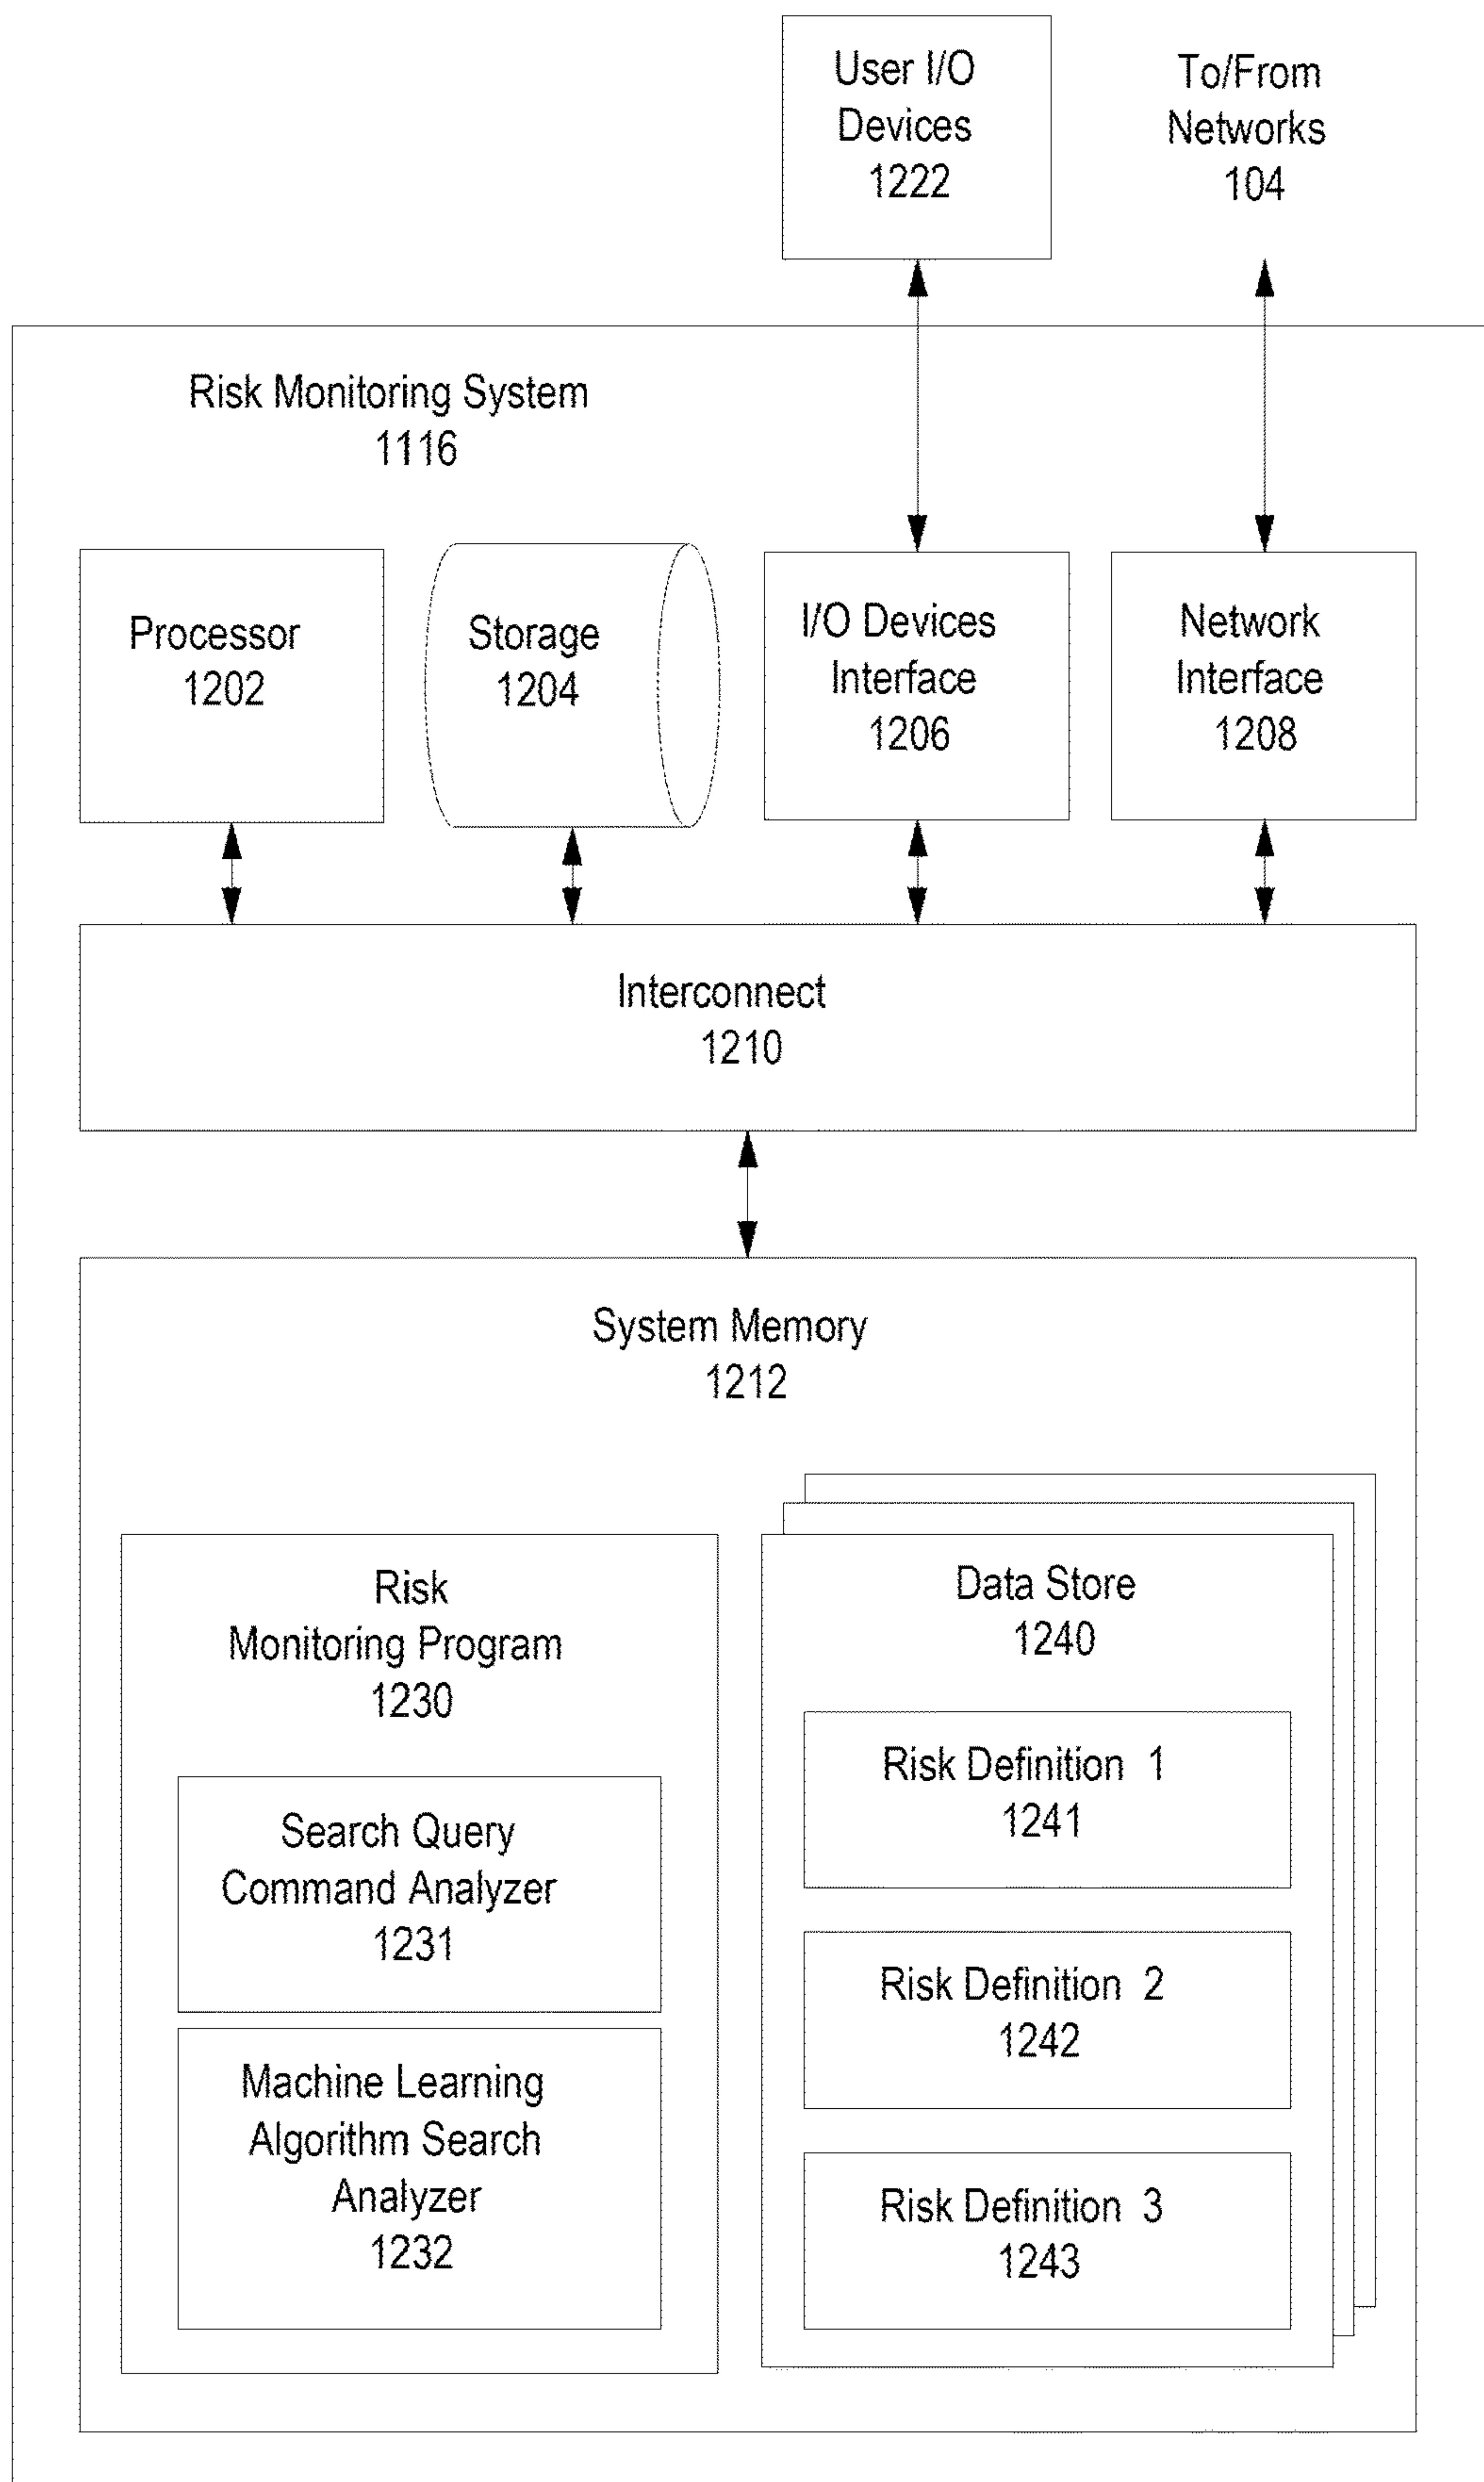 User I/O
Devices
1222
To/From
Networks
104
Risk Monitoring System
1116
Processor
1202
Storage
1204
I/O Devices
Interface
1206
Network
Interface
1208
Interconnect
1210
System Memory
1212
Risk
Monitoring Program
1230
Search Query
Command Analyzer
1231
Machine Learning
Algorithm Search
Analyzer
1232
Data Store
1240
Risk Definition 1
1241
Risk Definition 2
1242
Risk Definition 3
1243